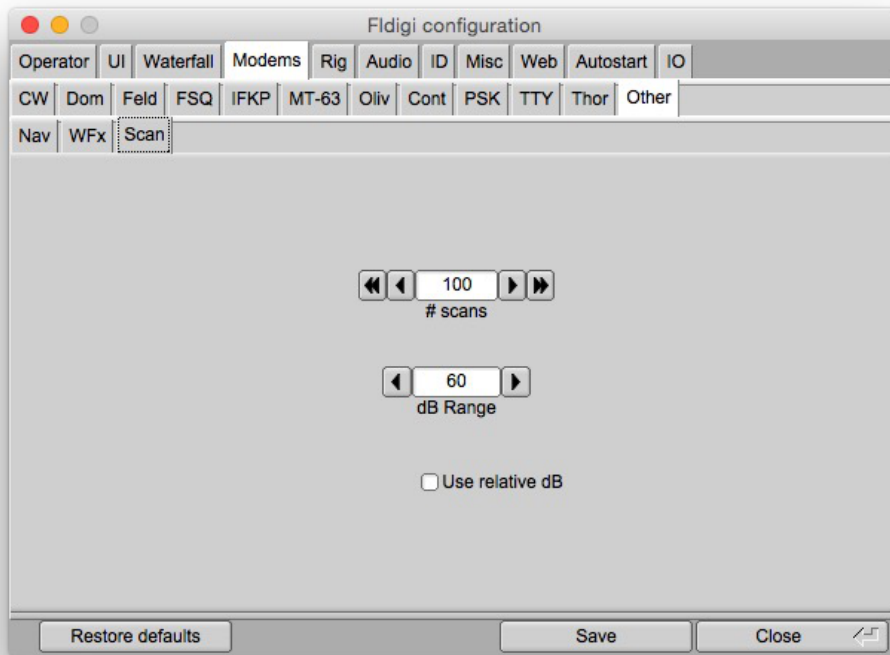 Fldigi configuration
Operator UI Waterfall Modems Rig Audio ID Misc Web Autostart IO
CW Dom Feld FSQ IFKP MT-63 Oliv Cont PSK TTY Thor Other
Nav WFx Scan
100
# scans
60
dB Range
Use relative dB
Restore defaults Save Close